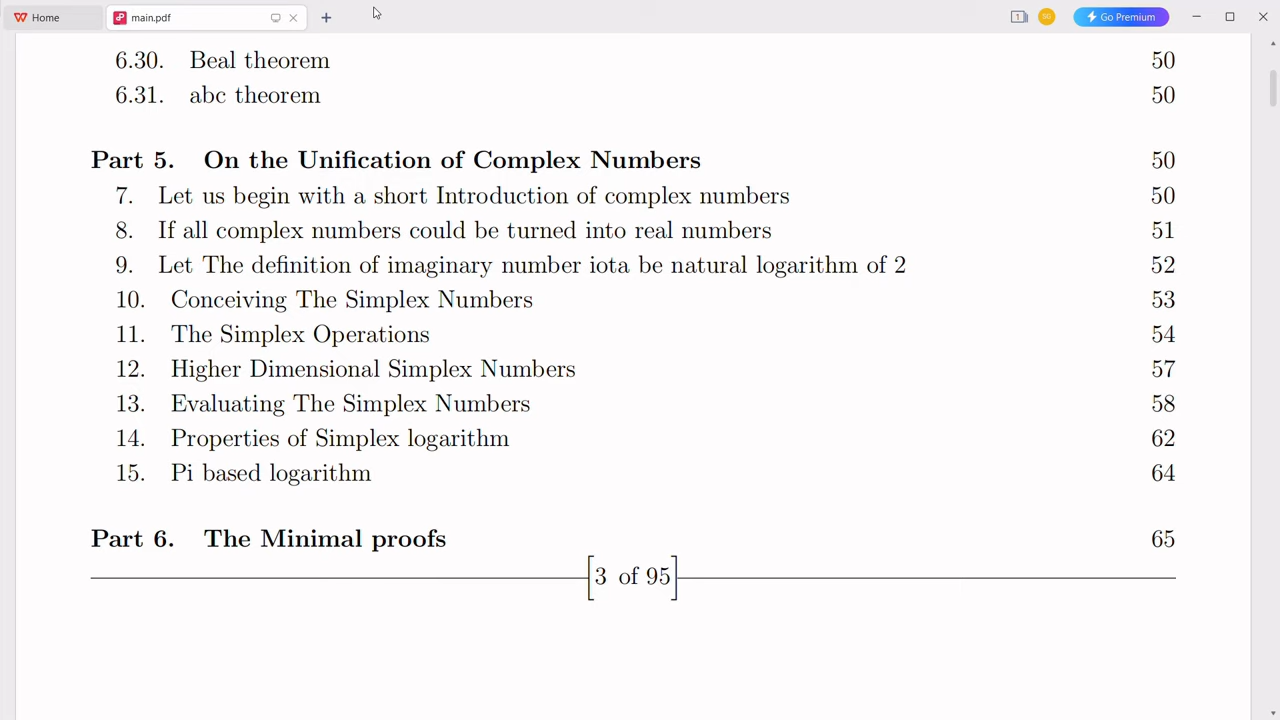 Home
main.pdf
1
SG
Go Premium
6.30. Beal theorem 50
6.31. abc theorem 50
Part 5. On the Unification of Complex Numbers 50
7. Let us begin with a short Introduction of complex numbers 50
8. If all complex numbers could be turned into real numbers 51
9. Let The definition of imaginary number iota be natural logarithm of 2 52
10. Conceiving The Simplex Numbers 53
11. The Simplex Operations 54
12. Higher Dimensional Simplex Numbers 57
13. Evaluating The Simplex Numbers 58
14. Properties of Simplex logarithm 62
15. Pi based logarithm 64
Part 6. The Minimal proofs 65
[3 of 95]